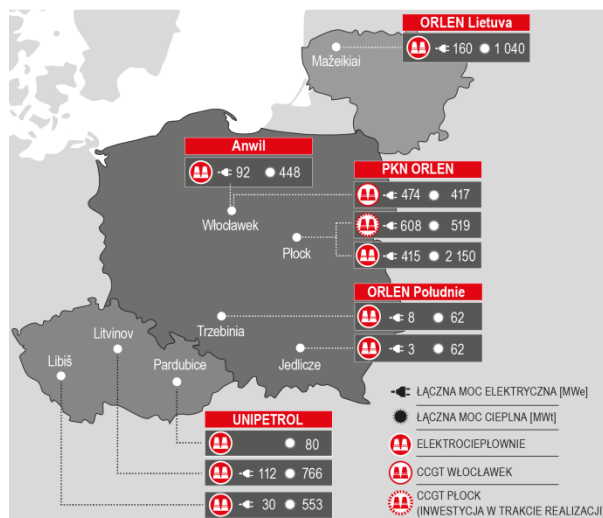 ORLEN Lietuva
160 1 040
Mažeikiai
Anwil
92 448
PKN ORLEN
474 417
Włocławek
608 519
Płock
415 2 150
ORLEN Południe
8 62
Trzebinia
3 62
Jedlicze
Litvinov
Libiš
Pardubice
UNIPETROL
80
112 766
30 553
ŁĄCZNA MOC ELEKTRYCZNA [MWe]
ŁĄCZNA MOC CIEPLNA [MWt]
ELEKTROCIEPŁOWNIE
CCGT WŁOCŁAWEK
CCGT PŁOCK
(INWESTYCJA W TRAKCIE REALIZACJI)